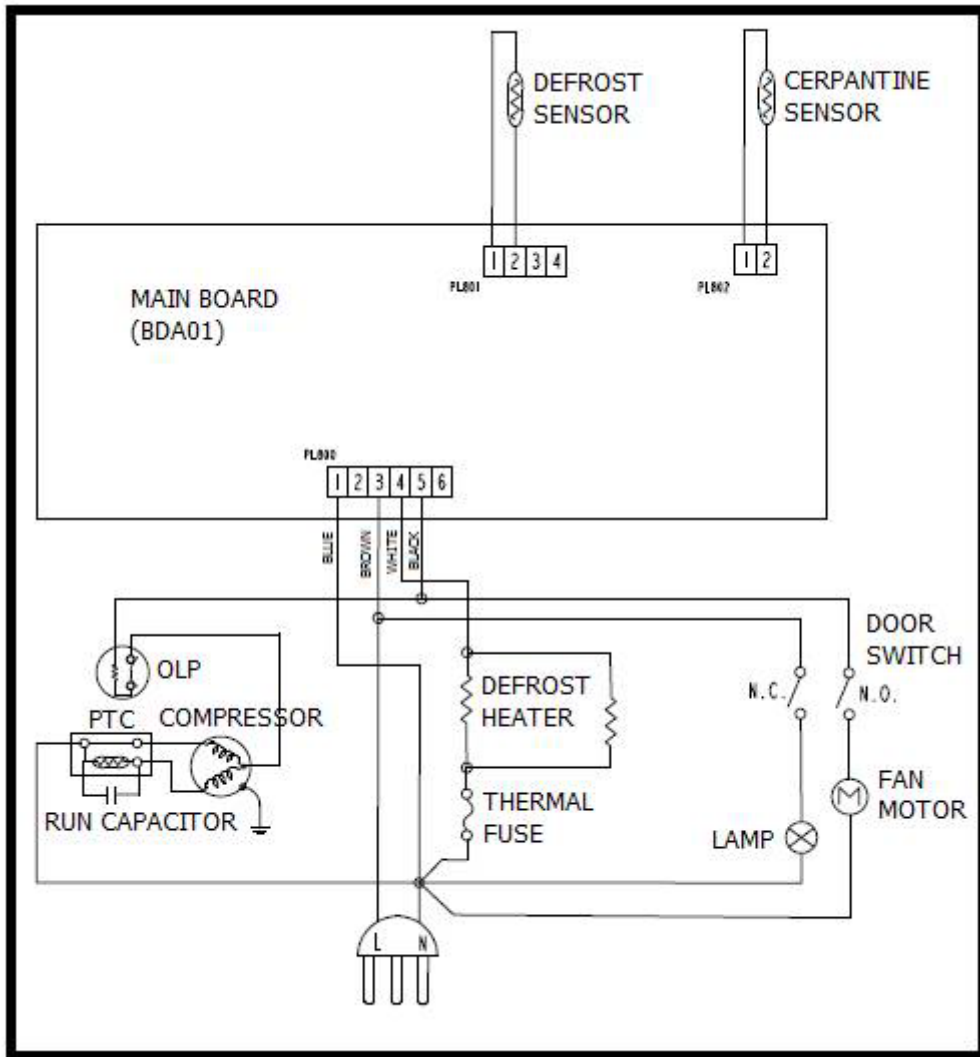 DEFROST
SENSOR
CERPANTINE
SENSOR
1 2 3 4
PL801
1 2
PL802
MAIN BOARD
(BDA01)
PL800
1 2 3 4 5 6
BLUE
BROWN
WHITE
BLACK
DOOR
SWITCH
OLP
N.C.
N.O.
DEFROST
HEATER
PTC
COMPRESSOR
RUN CAPACITOR
THERMAL
FUSE
FAN
MOTOR
M
LAMP
L N